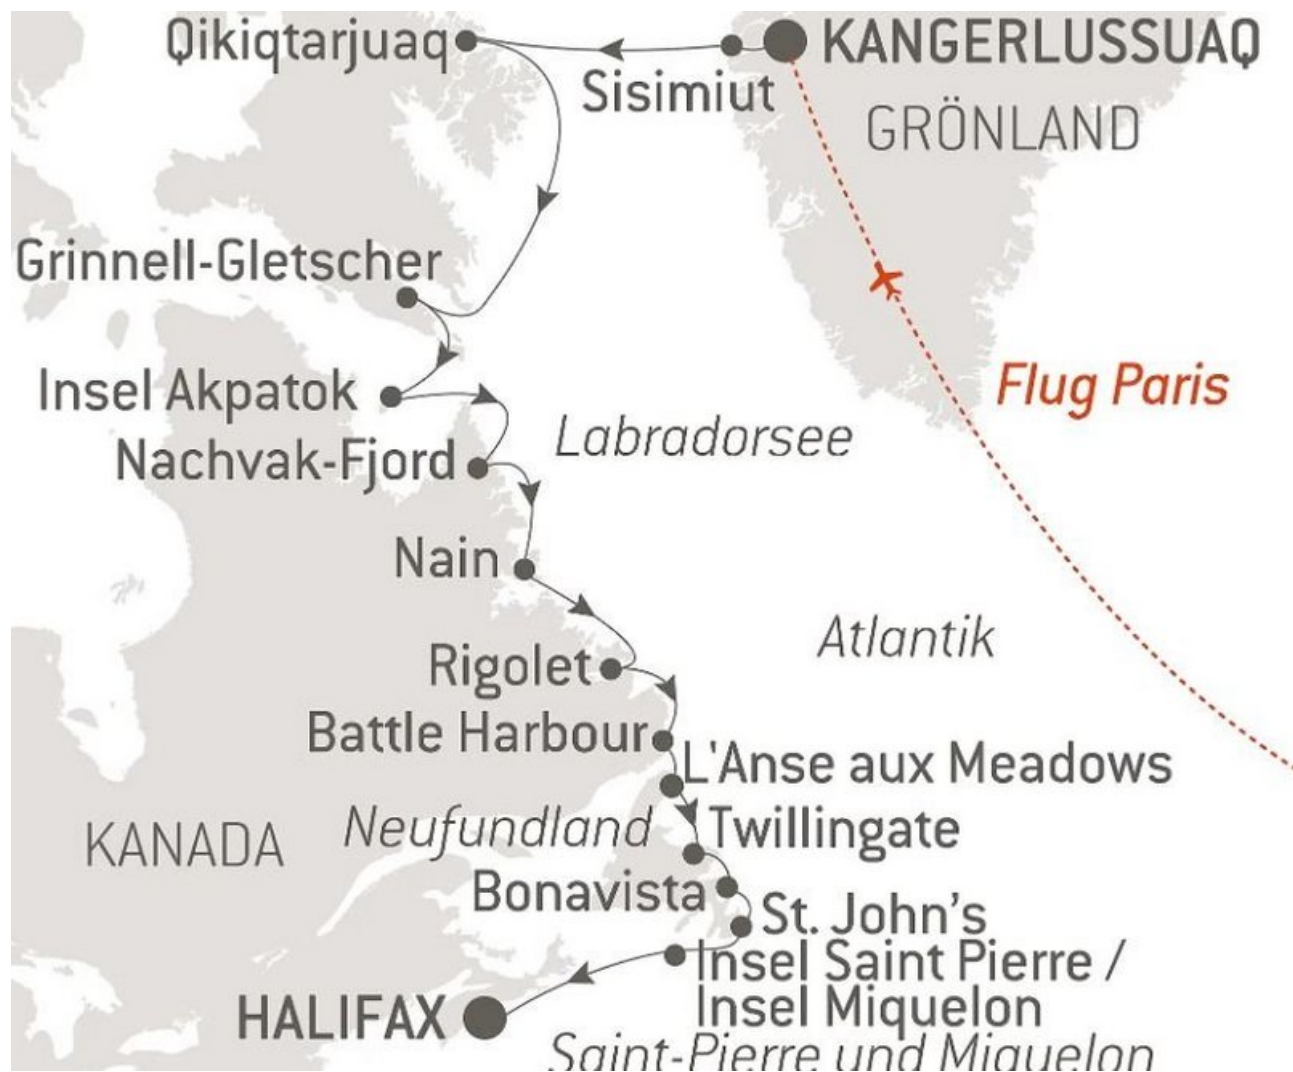 Qikiqtarjuaq
KANGERLUSSUAQ
Sisimiut
GRÖNLAND
Grinnell-Gletscher
Flug Paris
Insel Akpatok
Labradorsee
Nachvak-Fjord
Nain
Atlantik
Rigolet
Battle Harbour
L'Anse aux Meadows
Neufundland
Twillingate
KANADA
Bonavista
St. John’s
Insel Saint Pierre /
Insel Miquelon
HALIFAX
Saint-Pierre und Miquelon